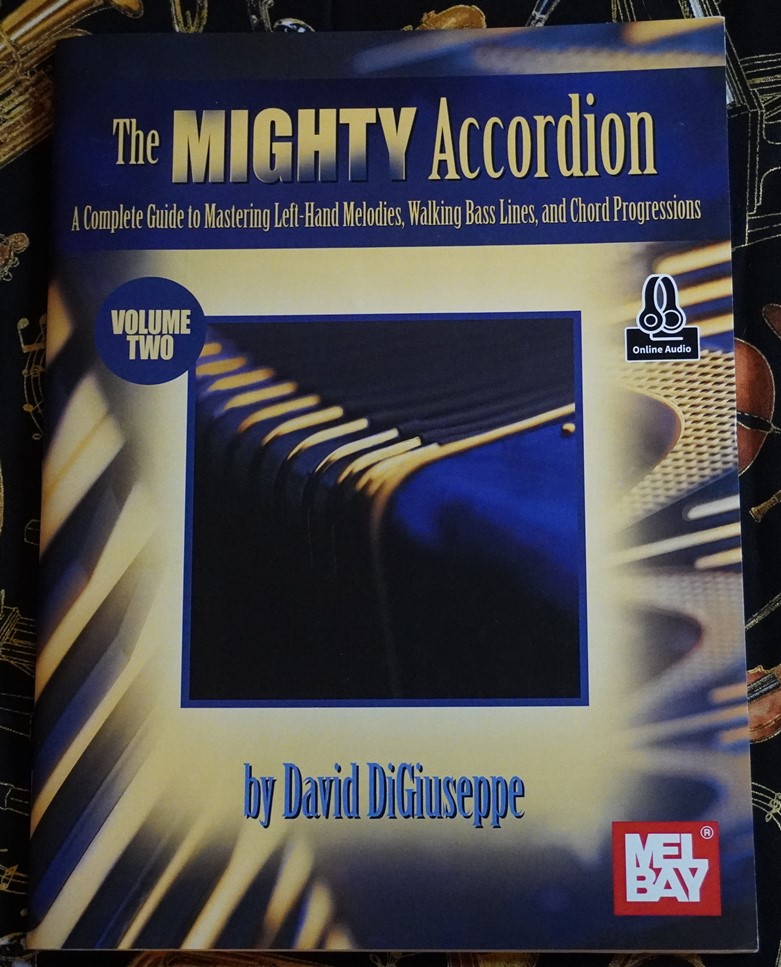 The MIGHTY Accordion
A Complete Guide to Mastering Left-Hand Melodies, Walking Bass Lines, and Chord Progressions
VOLUME
TWO
Online Audio
by David DiGiuseppe
MEL
BAY
®